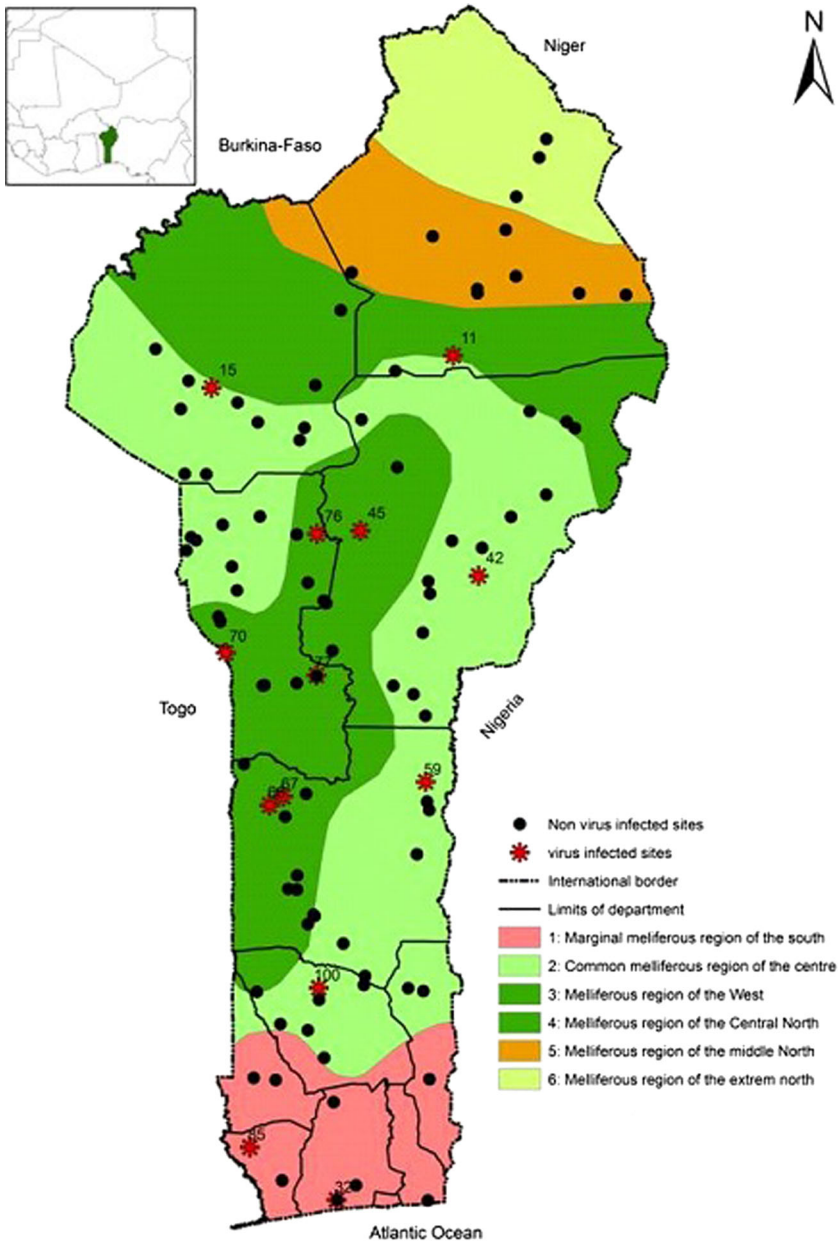 N
Niger
Burkina-Faso
11
15
76
45
42
70
Togo
Nigeria
59
67
Non virus infected sites
virus infected sites
International border
Limits of department
1: Marginal meliferous region of the south
2: Common melliferous region of the centre
3: Melliferous region of the West
4: Melliferous region of the Central North
5: Melliferous region of the middle North
6: Melliferous region of the extrem north
100
32
Atlantic Ocean